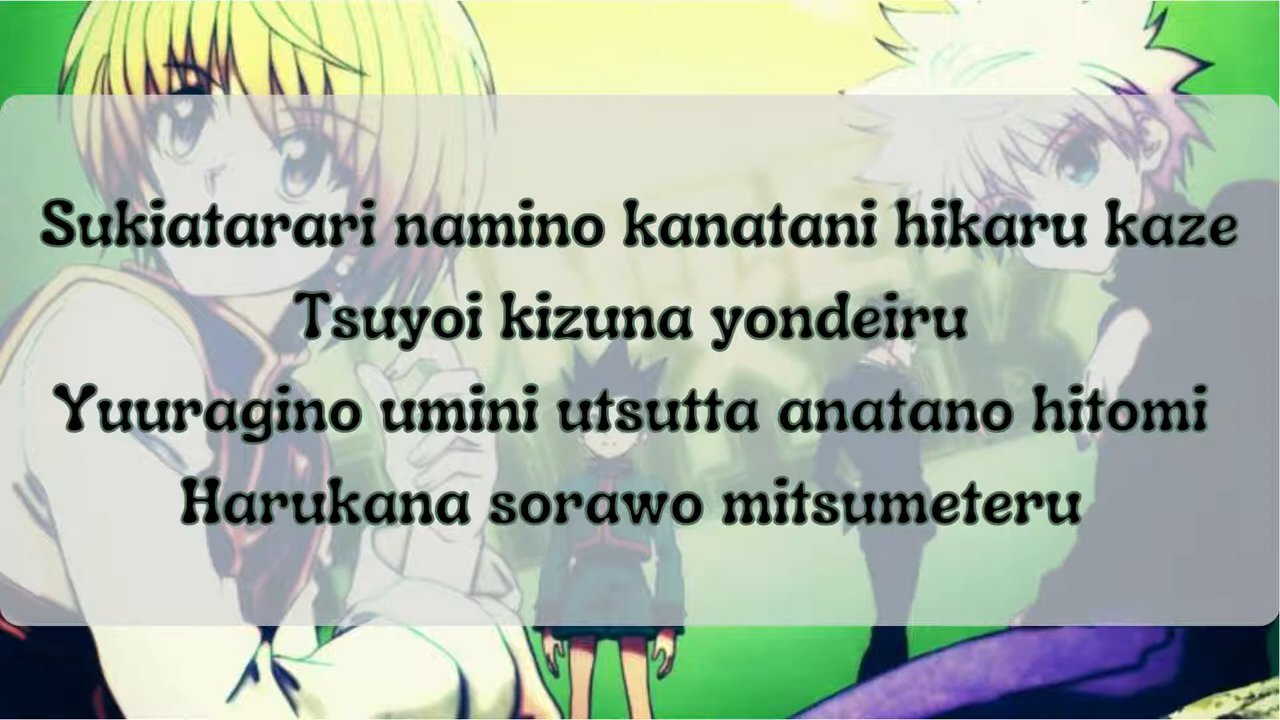 Sukiatarari namino kanatani hikaru kaze
Tsuyoi kizuna yondeiru
Yuuragino umini utsutta anatano hitomi
Harukana sorawo mitsumeteru